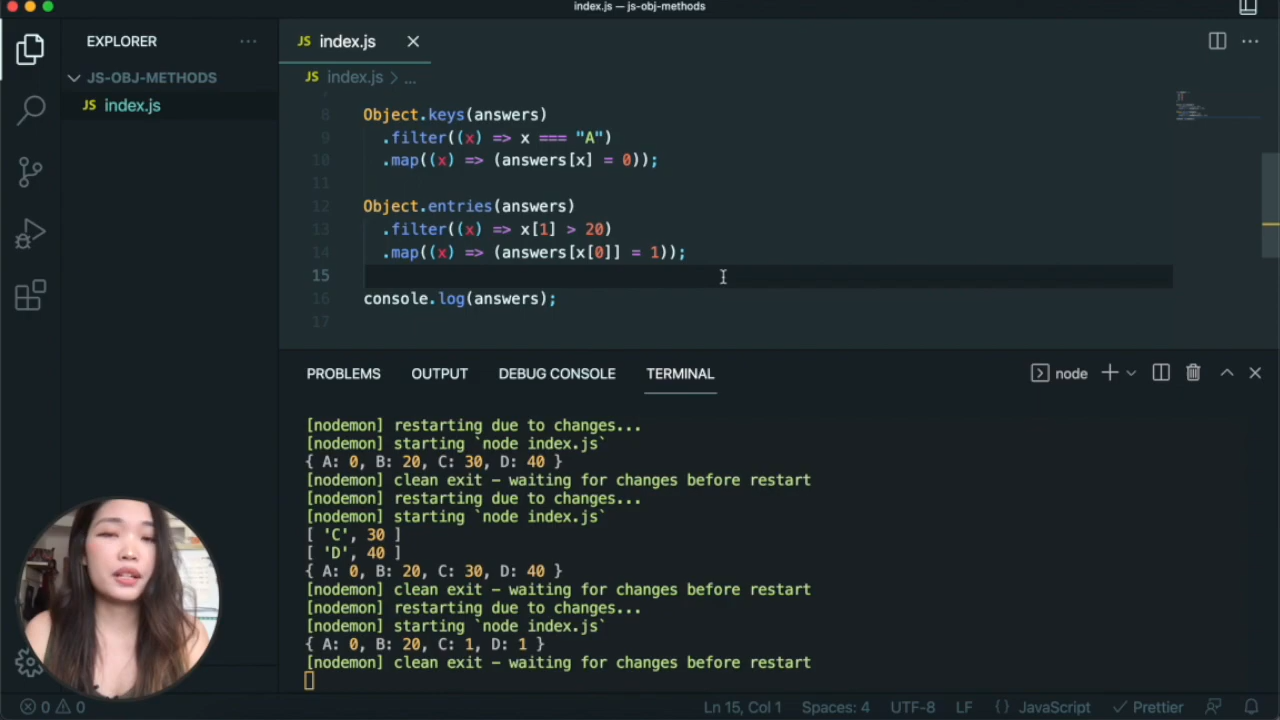 index.js — js-obj-methods
EXPLORER
JS index.js
JS-OBJ-METHODS
JS index.js > ...
JS index.js
8 Object.keys(answers)
9 .filter((x) => x === "A")
10 .map((x) => (answers[x] = 0));
11
12 Object.entries(answers)
13 .filter((x) => x[1] > 20)
14 .map((x) => (answers[x[0]] = 1));
15
16 console.log(answers);
17
PROBLEMS OUTPUT DEBUG CONSOLE TERMINAL node
[nodemon] restarting due to changes...
[nodemon] starting `node index.js`
{ A: 0, B: 20, C: 30, D: 40 }
[nodemon] clean exit - waiting for changes before restart
[nodemon] restarting due to changes...
[nodemon] starting `node index.js`
[ 'C', 30 ]
[ 'D', 40 ]
{ A: 0, B: 20, C: 30, D: 40 }
[nodemon] clean exit - waiting for changes before restart
[nodemon] restarting due to changes...
[nodemon] starting `node index.js`
{ A: 0, B: 20, C: 1, D: 1 }
[nodemon] clean exit - waiting for changes before restart
0 0 Ln 15, Col 1 Spaces: 4 UTF-8 LF {} JavaScript Prettier